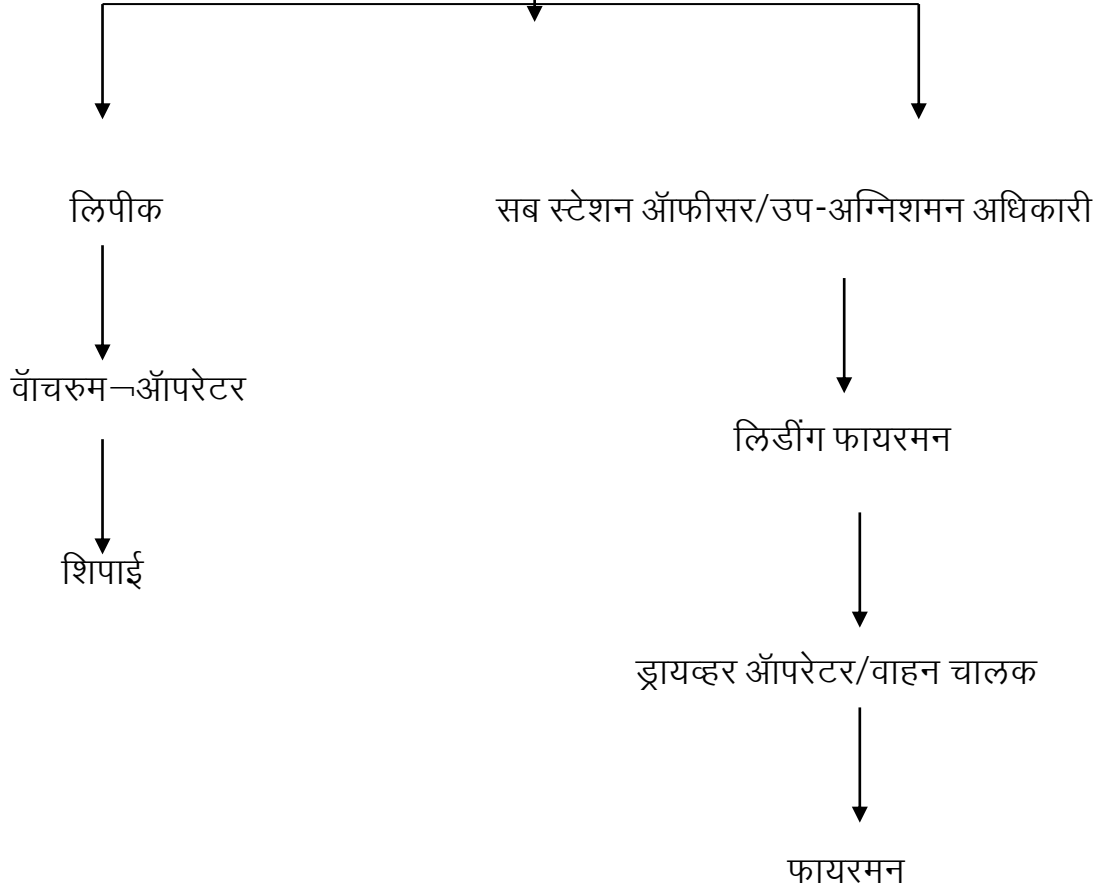 लिपीक
सब स्टेशन ऑफीसर/उप-अग्निशमन अधिकारी
वॅाचरुम¬ऑपरेटर
लिडींग फायरमन
शिपाई
ड्रायव्हर ऑपरेटर/वाहन चालक
फायरमन